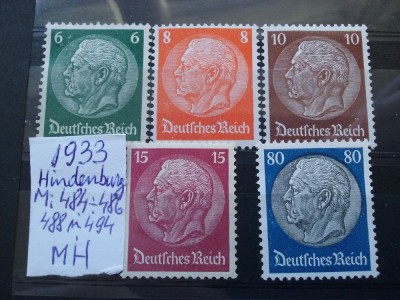 6 6
Deutsches Reich
8 8
Deutsches Reich
10 10
Deutsches Reich
1933
Hindenburg
Mi 484-486
488 и 494
MH
15 15
Deutsches Reich
80 80
Deutsches Reich